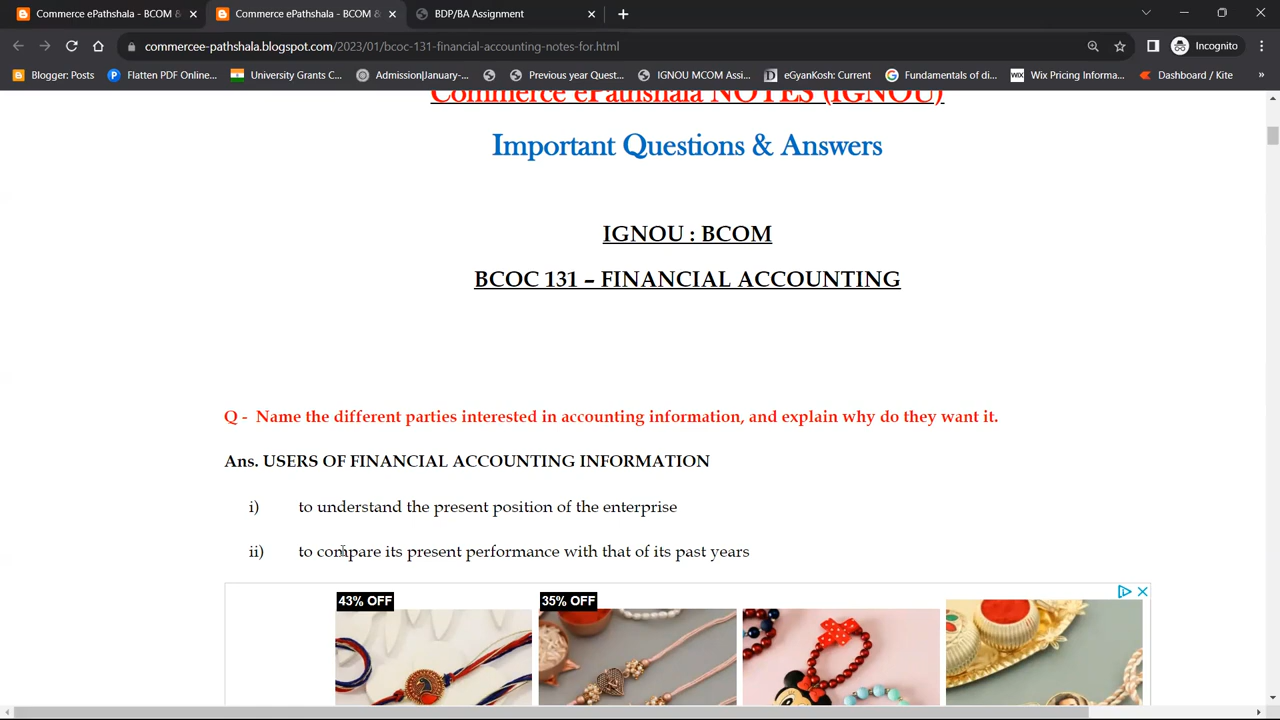 Commerce ePathshala - BCOM &
Commerce ePathshala - BCOM &
BDP/BA Assignment
commercee-pathshala.blogspot.com/2023/01/bcoc-131-financial-accounting-notes-for.html
Incognito
Blogger: Posts
Flatten PDF Online...
University Grants C...
Admission|January-...
Previous year Quest...
IGNOU MCOM Assi...
eGyanKosh: Current
Fundamentals of di...
WIX
Wix Pricing Informa...
Dashboard / Kite
»
Commerce ePathshala NOTES (IGNOU)
Important Questions & Answers
IGNOU : BCOM
BCOC 131 – FINANCIAL ACCOUNTING
Q - Name the different parties interested in accounting information, and explain why do they want it.
Ans. USERS OF FINANCIAL ACCOUNTING INFORMATION
i) to understand the present position of the enterprise
ii) to compare its present performance with that of its past years
43% OFF
35% OFF